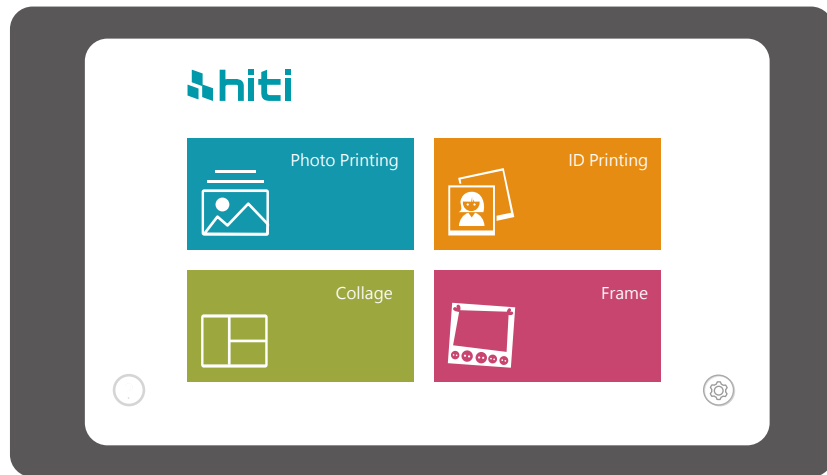 hiti
Photo Printing
ID Printing
Collage
Frame